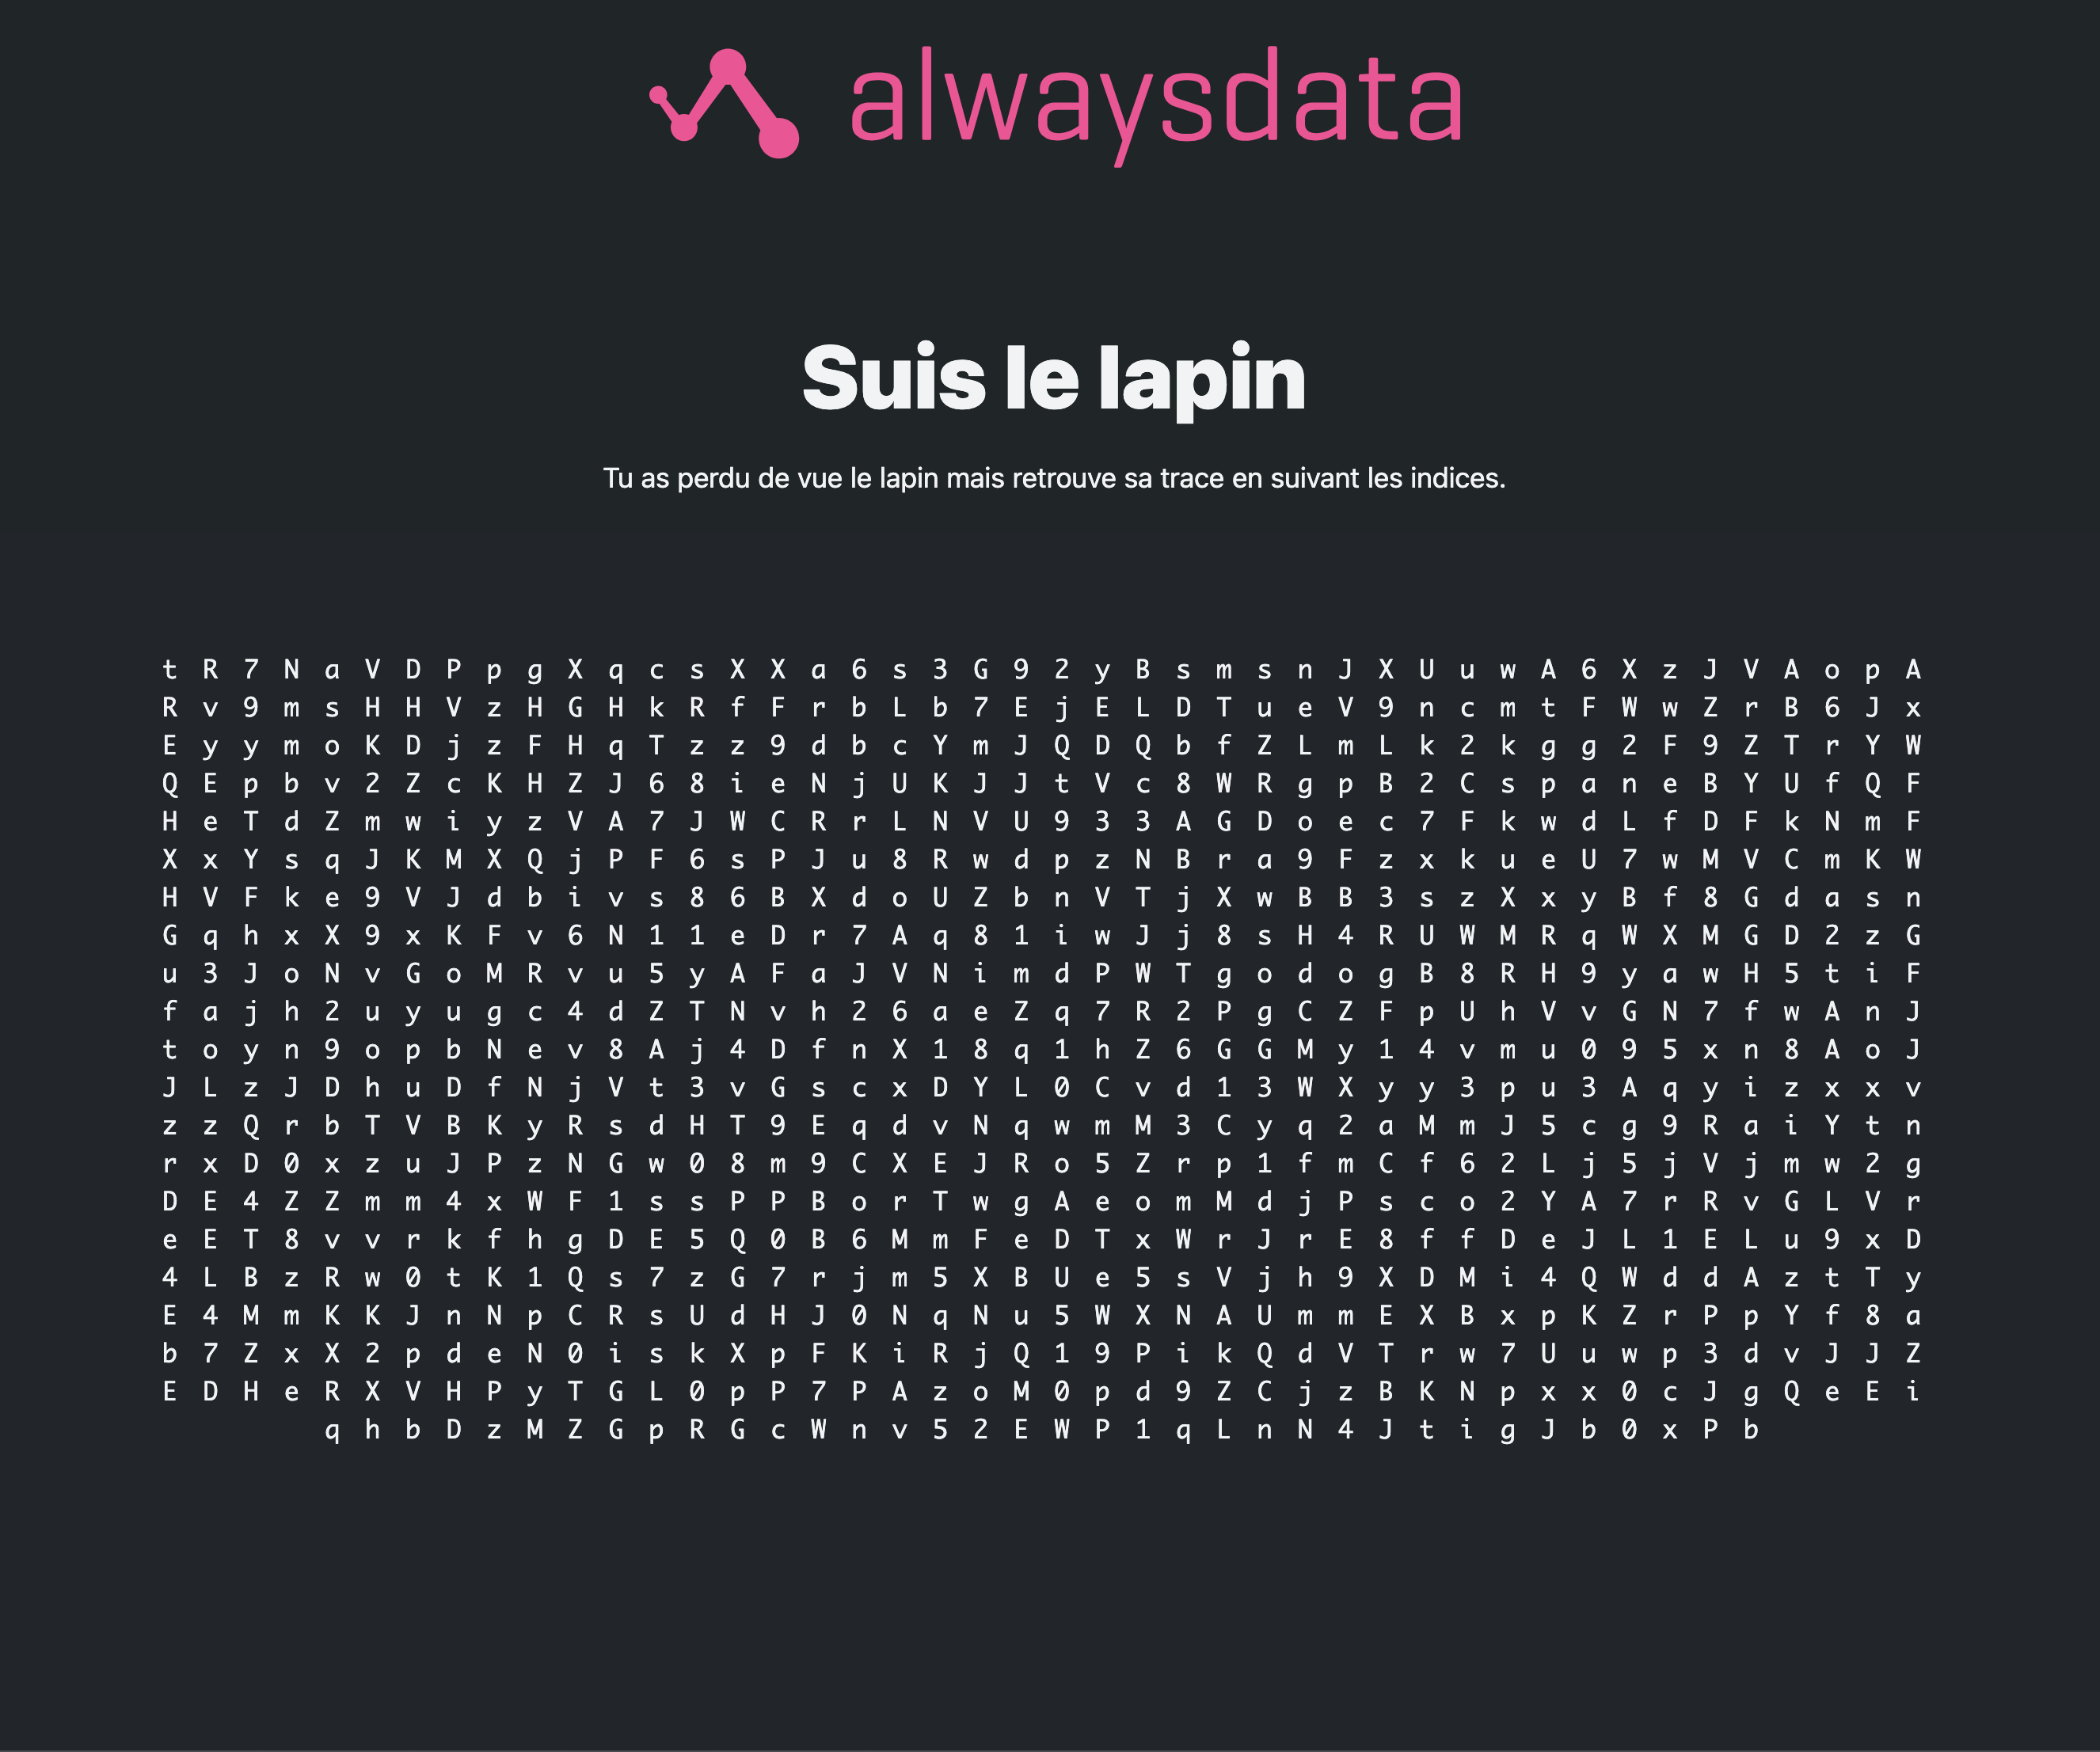 alwaysdata
Suis le lapin
Tu as perdu de vue le lapin mais retrouve sa trace en suivant les indices.
t R 7 N a V D P p g X q c s X X a 6 s 3 G 9 2 y B s m s n J X U u w A 6 X z J V A o p A
R v 9 m s H H V z H G H k R f F r b L b 7 E j E L D T u e V 9 n c m t F W w Z r B 6 J x
E y y m o K D j z F H q T z z 9 d b c Y m J Q D Q b f Z L m L k 2 k g g 2 F 9 Z T r Y W
Q E p b v 2 Z c K H Z J 6 8 i e N j U K J J t V c 8 W R g p B 2 C s p a n e B Y U f Q F
H e T d Z m w i y z V A 7 J W C R r L N V U 9 3 3 A G D o e c 7 F k w d L f D F k N m F
X x Y s q J K M X Q j P F 6 s P J u 8 R w d p z N B r a 9 F z x k u e U 7 w M V C m K W
H V F k e 9 V J d b i v s 8 6 B X d o U Z b n V T j X w B B 3 s z X x y B f 8 G d a s n
G q h x X 9 x K F v 6 N 1 1 e D r 7 A q 8 1 i w J j 8 s H 4 R U W M R q W X M G D 2 z G
u 3 J o N v G o M R v u 5 y A F a J V N i m d P W T g o d o g B 8 R H 9 y a w H 5 t i F
f a j h 2 u y u g c 4 d Z T N v h 2 6 a e Z q 7 R 2 P g C Z F p U h V v G N 7 f w A n J
t o y n 9 o p b N e v 8 A j 4 D f n X 1 8 q 1 h Z 6 G G M y 1 4 v m u 0 9 5 x n 8 A o J
J L z J D h u D f N j V t 3 v G s c x D Y L 0 C v d 1 3 W X y y 3 p u 3 A q y i z x x v
z z Q r b T V B K y R s d H T 9 E q d v N q w m M 3 C y q 2 a M m J 5 c g 9 R a i Y t n
r x D 0 x z u J P z N G w 0 8 m 9 C X E J R o 5 Z r p 1 f m C f 6 2 L j 5 j V j m w 2 g
D E 4 Z Z m m 4 x W F 1 s s P P B o r T w g A e o m M d j P s c o 2 Y A 7 r R v G L V r
e E T 8 v v r k f h g D E 5 Q 0 B 6 M m F e D T x W r J r E 8 f f D e J L 1 E L u 9 x D
4 L B z R w 0 t K 1 Q s 7 z G 7 r j m 5 X B U e 5 s V j h 9 X D M i 4 Q W d d A z t T y
E 4 M m K K J n N p C R s U d H J 0 N q N u 5 W X N A U m m E X B x p K Z r P p Y f 8 a
b 7 Z x X 2 p d e N 0 i s k X p F K i R j Q 1 9 P i k Q d V T r w 7 U u w p 3 d v J J Z
E D H e R X V H P y T G L 0 p P 7 P A z o M 0 p d 9 Z C j z B K N p x x 0 c J g Q e E i
q h b D z M Z G p R G c W n v 5 2 E W P 1 q L n N 4 J t i g J b 0 x P b